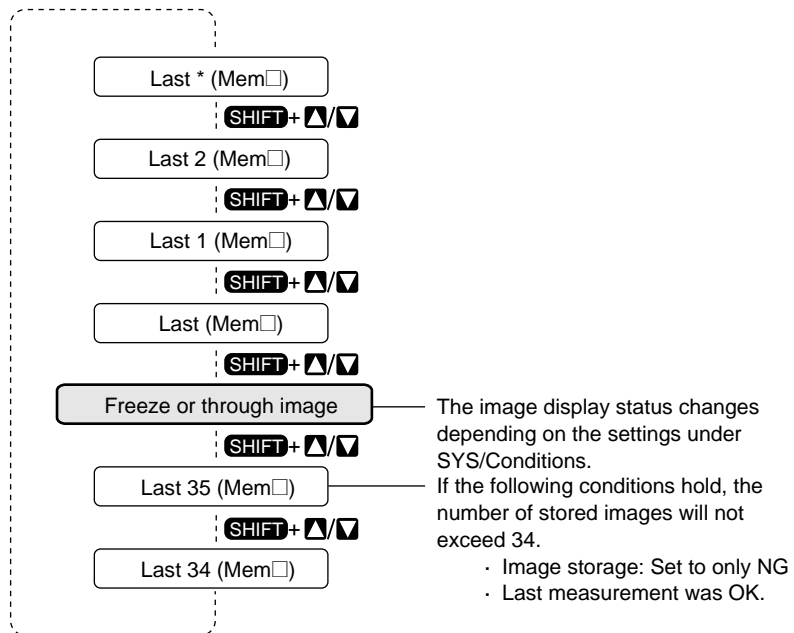 Last * (Mem□)
SHIFT + ▲/▼
Last 2 (Mem□)
SHIFT + ▲/▼
Last 1 (Mem□)
SHIFT + ▲/▼
Last (Mem□)
SHIFT + ▲/▼
Freeze or through image
The image display status changes
depending on the settings under
SYS/Conditions.
SHIFT + ▲/▼
Last 35 (Mem□)
If the following conditions hold, the
number of stored images will not
exceed 34.
· Image storage: Set to only NG
· Last measurement was OK.
SHIFT + ▲/▼
Last 34 (Mem□)